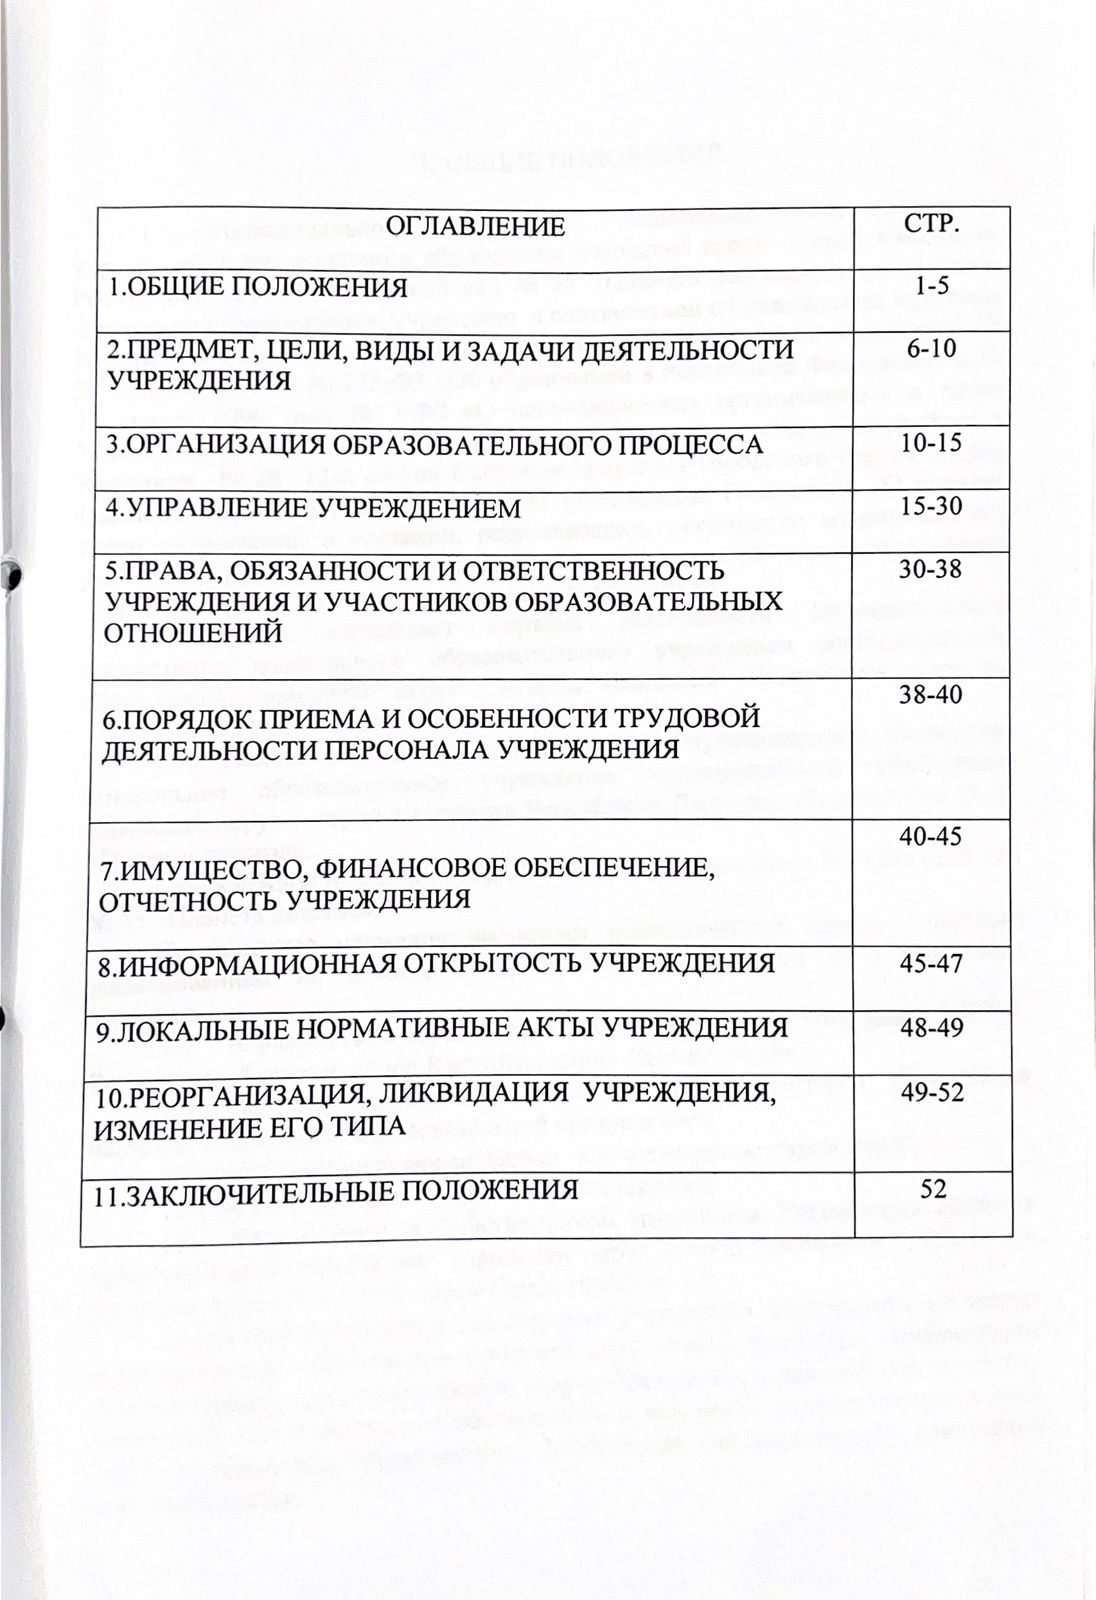 ОГЛАВЛЕНИЕ СТР.
1.ОБЩИЕ ПОЛОЖЕНИЯ 1-5
2.ПРЕДМЕТ, ЦЕЛИ, ВИДЫ И ЗАДАЧИ ДЕЯТЕЛЬНОСТИ 6-10
УЧРЕЖДЕНИЯ
3.ОРГАНИЗАЦИЯ ОБРАЗОВАТЕЛЬНОГО ПРОЦЕССА 10-15
4.УПРАВЛЕНИЕ УЧРЕЖДЕНИЕМ 15-30
5.ПРАВА, ОБЯЗАННОСТИ И ОТВЕТСТВЕННОСТЬ 30-38
УЧРЕЖДЕНИЯ И УЧАСТНИКОВ ОБРАЗОВАТЕЛЬНЫХ
ОТНОШЕНИЙ
38-40
6.ПОРЯДОК ПРИЕМА И ОСОБЕННОСТИ ТРУДОВОЙ
ДЕЯТЕЛЬНОСТИ ПЕРСОНАЛА УЧРЕЖДЕНИЯ
40-45
7.ИМУЩЕСТВО, ФИНАНСОВОЕ ОБЕСПЕЧЕНИЕ,
ОТЧЕТНОСТЬ УЧРЕЖДЕНИЯ
8.ИНФОРМАЦИОННАЯ ОТКРЫТОСТЬ УЧРЕЖДЕНИЯ 45-47
9.ЛОКАЛЬНЫЕ НОРМАТИВНЫЕ АКТЫ УЧРЕЖДЕНИЯ 48-49
10.РЕОРГАНИЗАЦИЯ, ЛИКВИДАЦИЯ УЧРЕЖДЕНИЯ, 49-52
ИЗМЕНЕНИЕ ЕГО ТИПА
11.ЗАКЛЮЧИТЕЛЬНЫЕ ПОЛОЖЕНИЯ 52